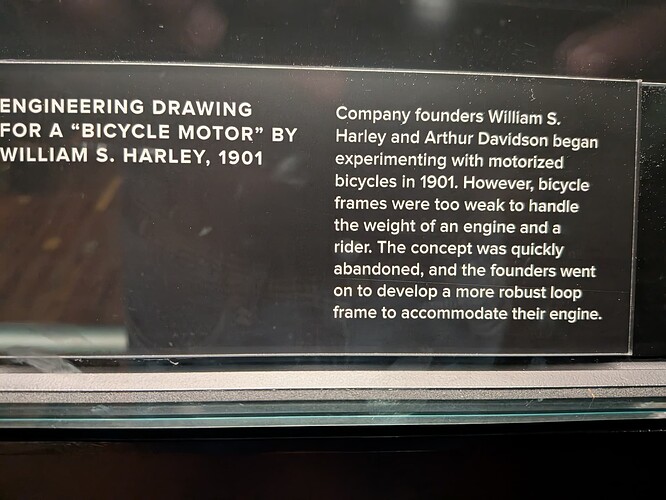 ENGINEERING DRAWING
FOR A “BICYCLE MOTOR” BY
WILLIAM S. HARLEY, 1901
Company founders William S.
Harley and Arthur Davidson began
experimenting with motorized
bicycles in 1901. However, bicycle
frames were too weak to handle
the weight of an engine and a
rider. The concept was quickly
abandoned, and the founders went
on to develop a more robust loop
frame to accommodate their engine.